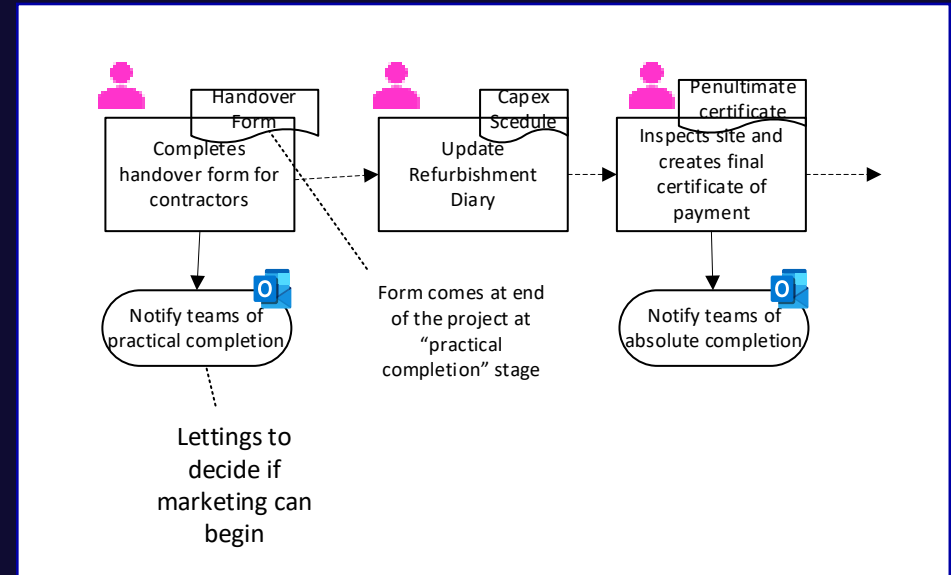 Handover
Form
Completes
handover form for
contractors
Capex
Scedule
Update
Refurbishment
Diary
Penultimate
certificate
Inspects site and
creates final
certificate of
payment
Notify teams of
practical completion
Form comes at end
of the project at
“practical
completion” stage
Notify teams of
absolute completion
Lettings to
decide if
marketing can
begin